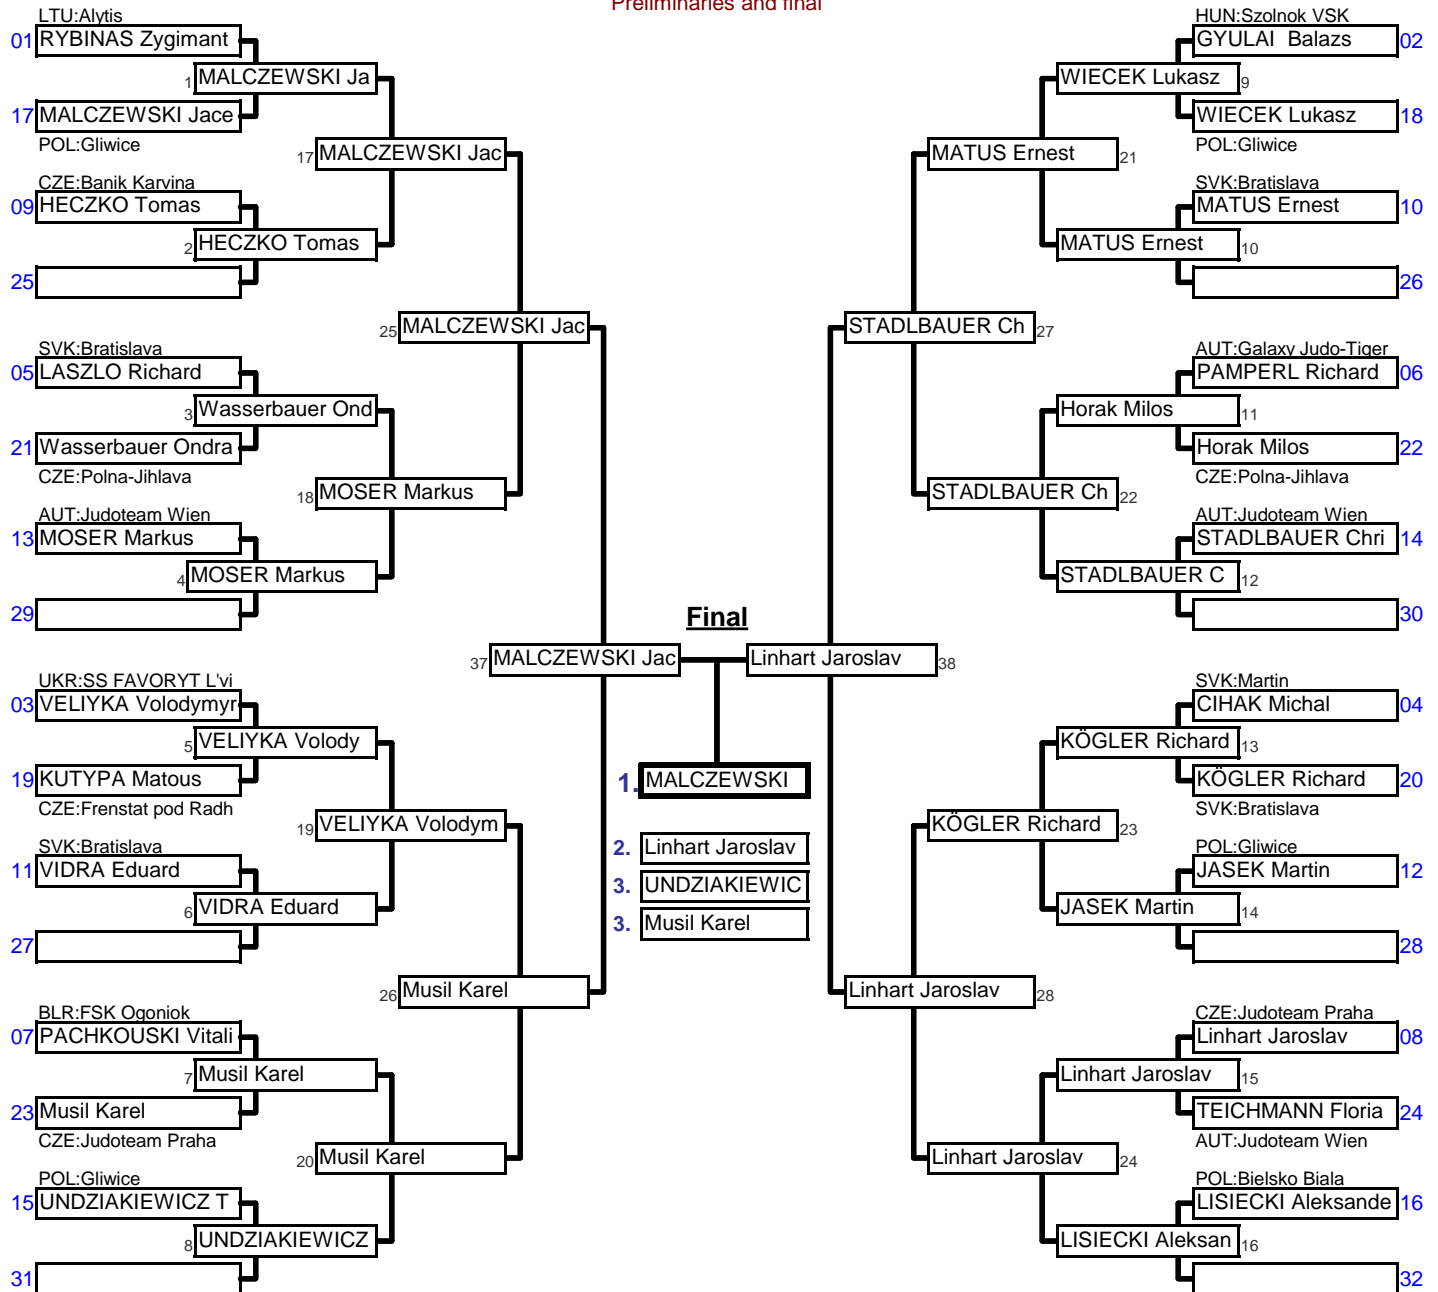 Preliminaries and final
LTU:Alytis
01 RYBINAS Zygimant
1 MALCZEWSKI Ja
17 MALCZEWSKI Jace
POL:Gliwice
17 MALCZEWSKI Jac
CZE:Banik Karvina
09 HECZKO Tomas
2 HECZKO Tomas
25
25 MALCZEWSKI Jac
SVK:Bratislava
05 LASZLO Richard
3 Wasserbauer Ond
21 Wasserbauer Ondra
CZE:Polna-Jihlava
18 MOSER Markus
AUT:Judoteam Wien
13 MOSER Markus
4 MOSER Markus
29
37 MALCZEWSKI Jac
UKR:SS FAVORYT L'vi
03 VELIYKA Volodymyr
5 VELIYKA Volody
19 KUTYPA Matous
CZE:Frenstat pod Radh
19 VELIYKA Volodym
SVK:Bratislava
11 VIDRA Eduard
6 VIDRA Eduard
27
26 Musil Karel
BLR:FSK Ogoniok
07 PACHKOUSKI Vitali
7 Musil Karel
23 Musil Karel
CZE:Judoteam Praha
20 Musil Karel
POL:Gliwice
15 UNDZIAKIEWICZ T
8 UNDZIAKIEWICZ
31
Final
1. MALCZEWSKI
2. Linhart Jaroslav
3. UNDZIAKIEWIC
3. Musil Karel
HUN:Szolnok VSK
GYULAI Balazs 02
WIECEK Lukasz 9
WIECEK Lukasz 18
POL:Gliwice
MATUS Ernest 21
SVK:Bratislava
MATUS Ernest 10
MATUS Ernest 10
26
STADLBAUER Ch 27
AUT:Galaxy Judo-Tiger
PAMPERL Richard 06
Horak Milos 11
Horak Milos 22
CZE:Polna-Jihlava
STADLBAUER Ch 22
AUT:Judoteam Wien
STADLBAUER Chri 14
STADLBAUER C 12
30
Linhart Jaroslav 38
SVK:Martin
CIHAK Michal 04
KÖGLER Richard 13
KÖGLER Richard 20
SVK:Bratislava
KÖGLER Richard 23
POL:Gliwice
JASEK Martin 12
JASEK Martin 14
28
Linhart Jaroslav 28
CZE:Judoteam Praha
Linhart Jaroslav 08
Linhart Jaroslav 15
TEICHMANN Floria 24
AUT:Judoteam Wien
Linhart Jaroslav 24
POL:Bielsko Biala
LISIECKI Aleksande 16
LISIECKI Aleksan 16
32